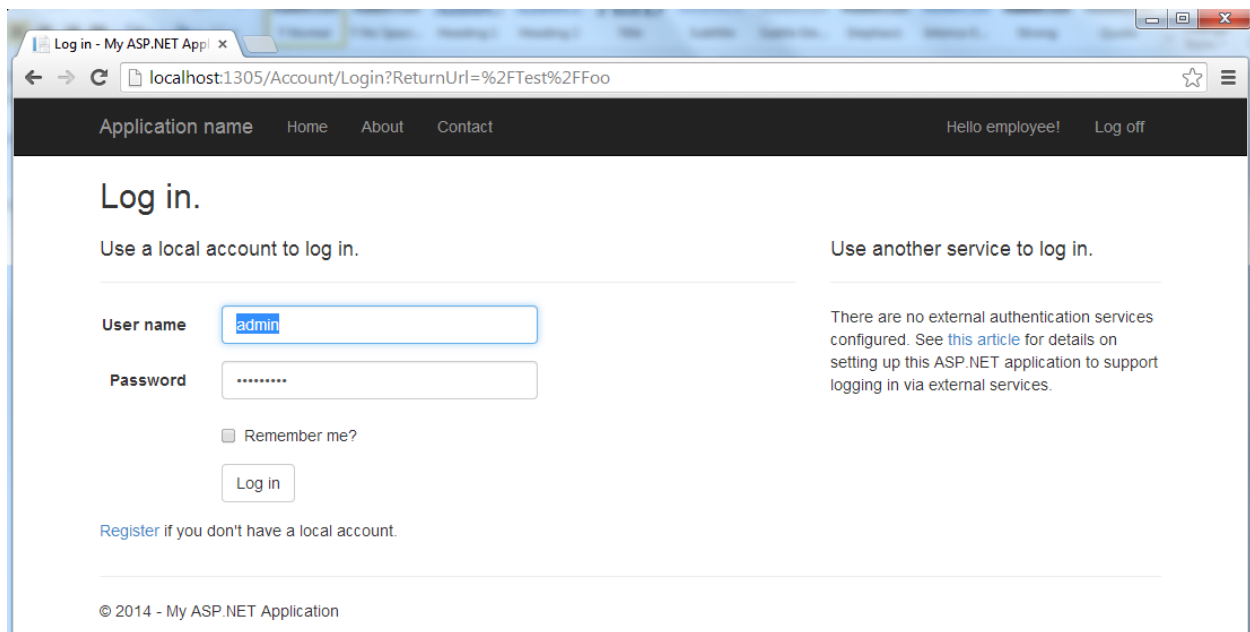 Log in - My ASP.NET Appl
localhost:1305/Account/Login?ReturnUrl=%2FTest%2FFoo
Application name Home About Contact Hello employee! Log off
Log in.
Use a local account to log in.
User name admin
Password •••••••••
Remember me?
Log in
Register if you don't have a local account.
Use another service to log in.
There are no external authentication services
configured. See this article for details on
setting up this ASP.NET application to support
logging in via external services.
© 2014 - My ASP.NET Application